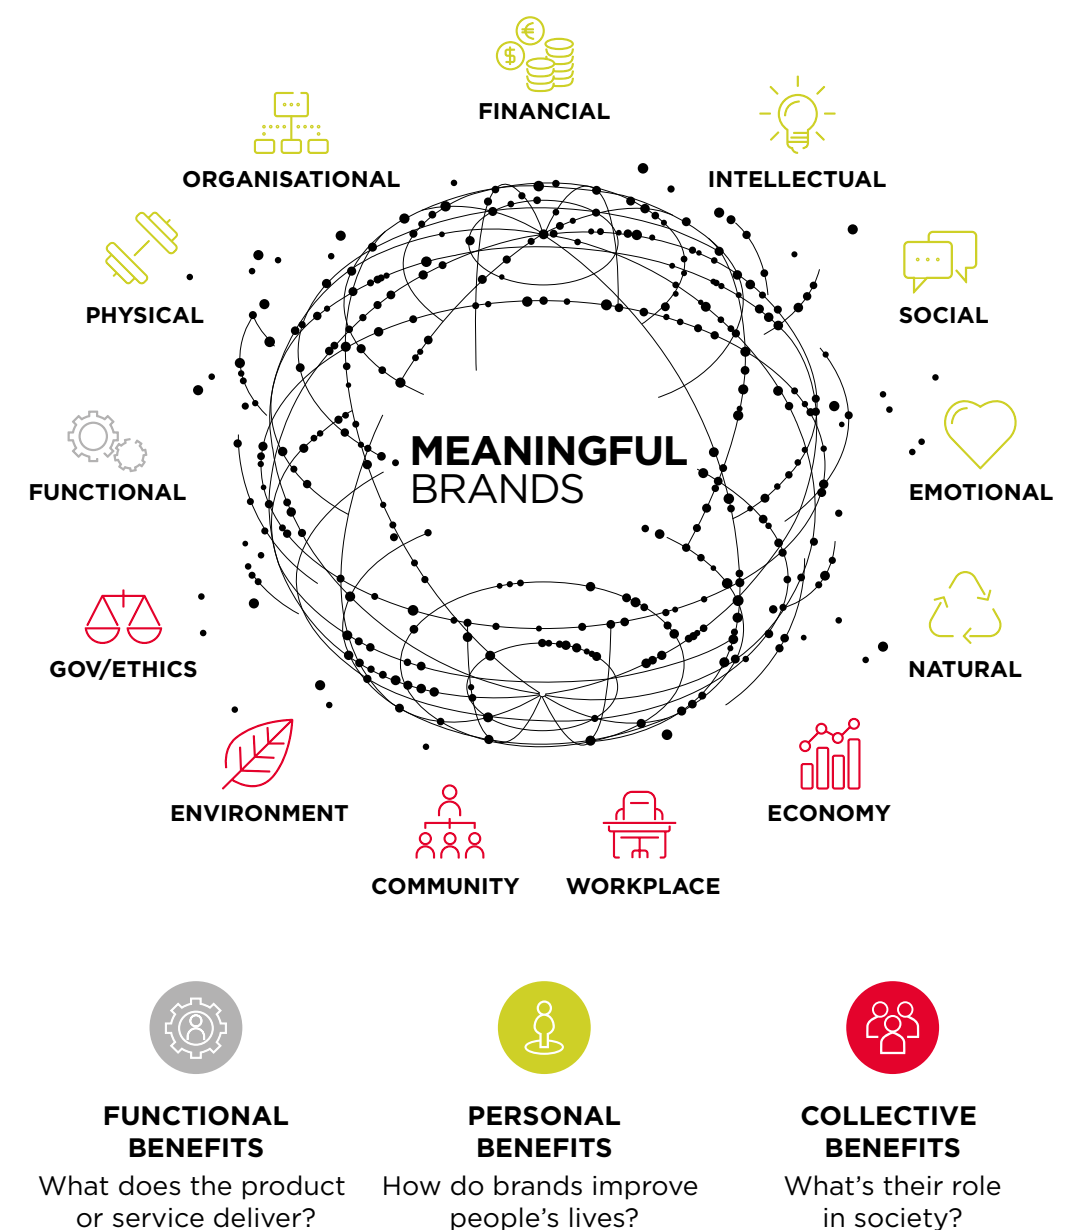 FINANCIAL
ORGANISATIONAL
INTELLECTUAL
PHYSICAL
SOCIAL
MEANINGFUL
BRANDS
FUNCTIONAL
EMOTIONAL
GOV/ETHICS
NATURAL
ENVIRONMENT
ECONOMY
COMMUNITY
WORKPLACE
FUNCTIONAL
BENEFITS
What does the product
or service deliver?
PERSONAL
BENEFITS
How do brands improve
people's lives?
COLLECTIVE
BENEFITS
What's their role
in society?